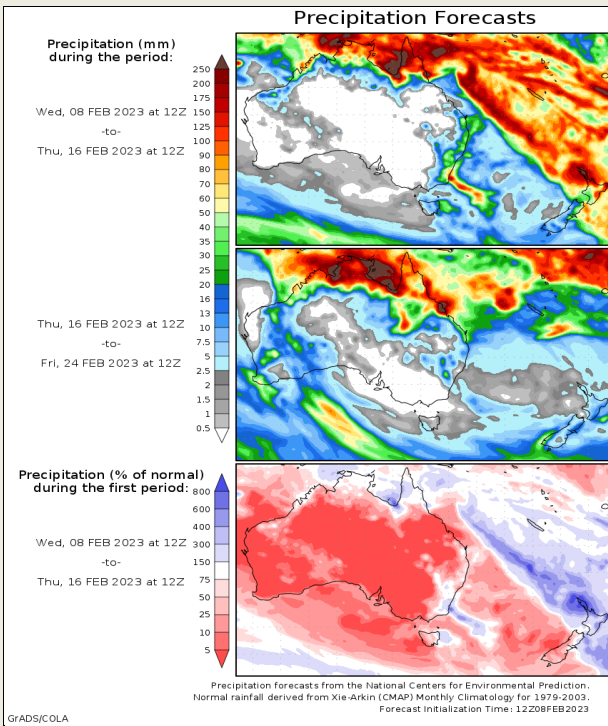 Precipitation Forecasts
Precipitation (mm)
during the period:
Wed, 08 FEB 2023 at 12Z
-to-
Thu, 16 FEB 2023 at 12Z
250
200
175
150
125
100
90
80
70
60
50
40
35
30
25
20
16
13
10
7.5
5
2.5
2
1.5
1
0.5
Thu, 16 FEB 2023 at 12Z
-to-
Fri, 24 FEB 2023 at 12Z
Precipitation (% of normal)
during the first period:
Wed, 08 FEB 2023 at 12Z
-to-
Thu, 16 FEB 2023 at 12Z
800
600
400
300
150
75
50
25
10
5
Precipitation forecasts from the National Centers for Environmental Prediction.
Normal rainfall derived from Xie-Arkin (CMAP) Monthly Climatology for 1979-2003.
Forecast Initialization Time: 12Z08FEB2023
GrADS/COLA